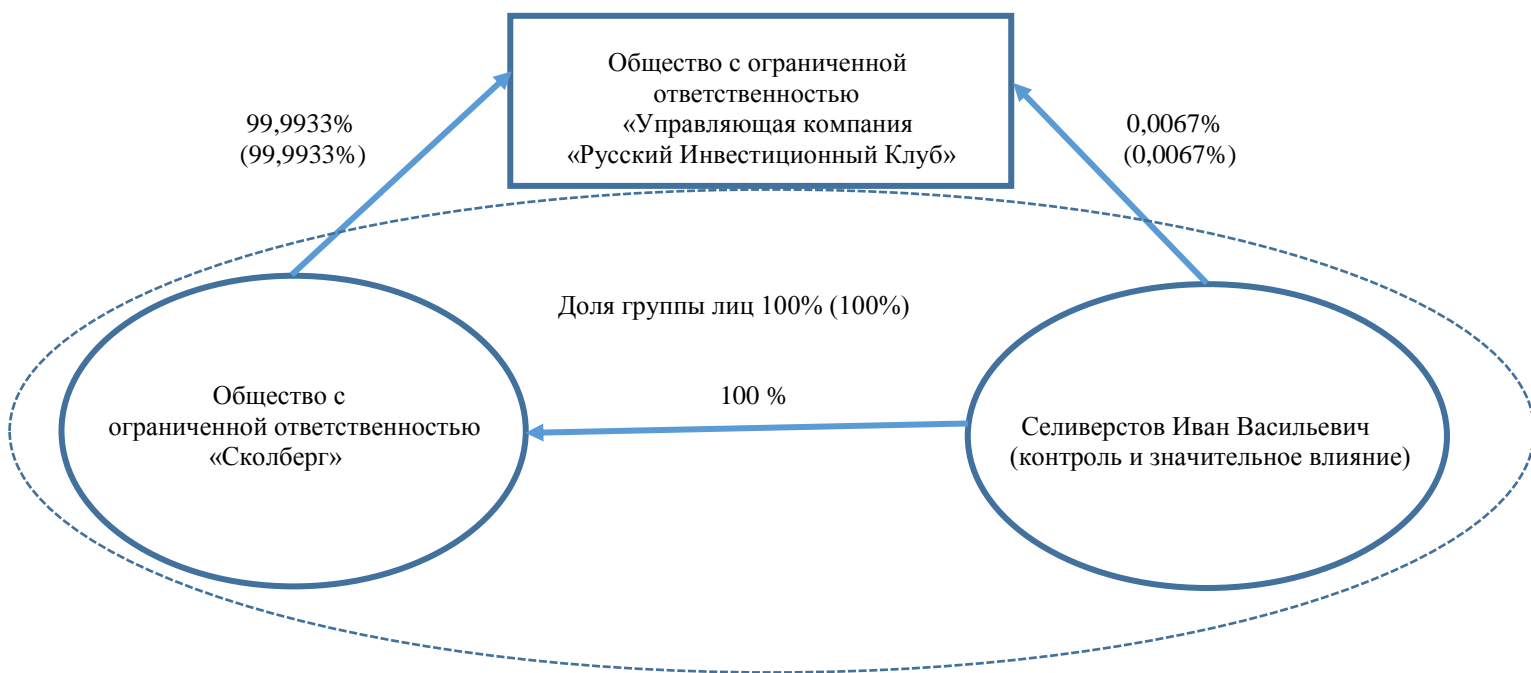 Общество с ограниченной
ответственностью
«Управляющая компания
«Русский Инвестиционный Клуб»
99,9933%
(99,9933%)
0,0067%
(0,0067%)
Доля группы лиц 100% (100%)
100 %
Общество с
ограниченной ответственностью
«Сколберг»
Селиверстов Иван Васильевич
(контроль и значительное влияние)